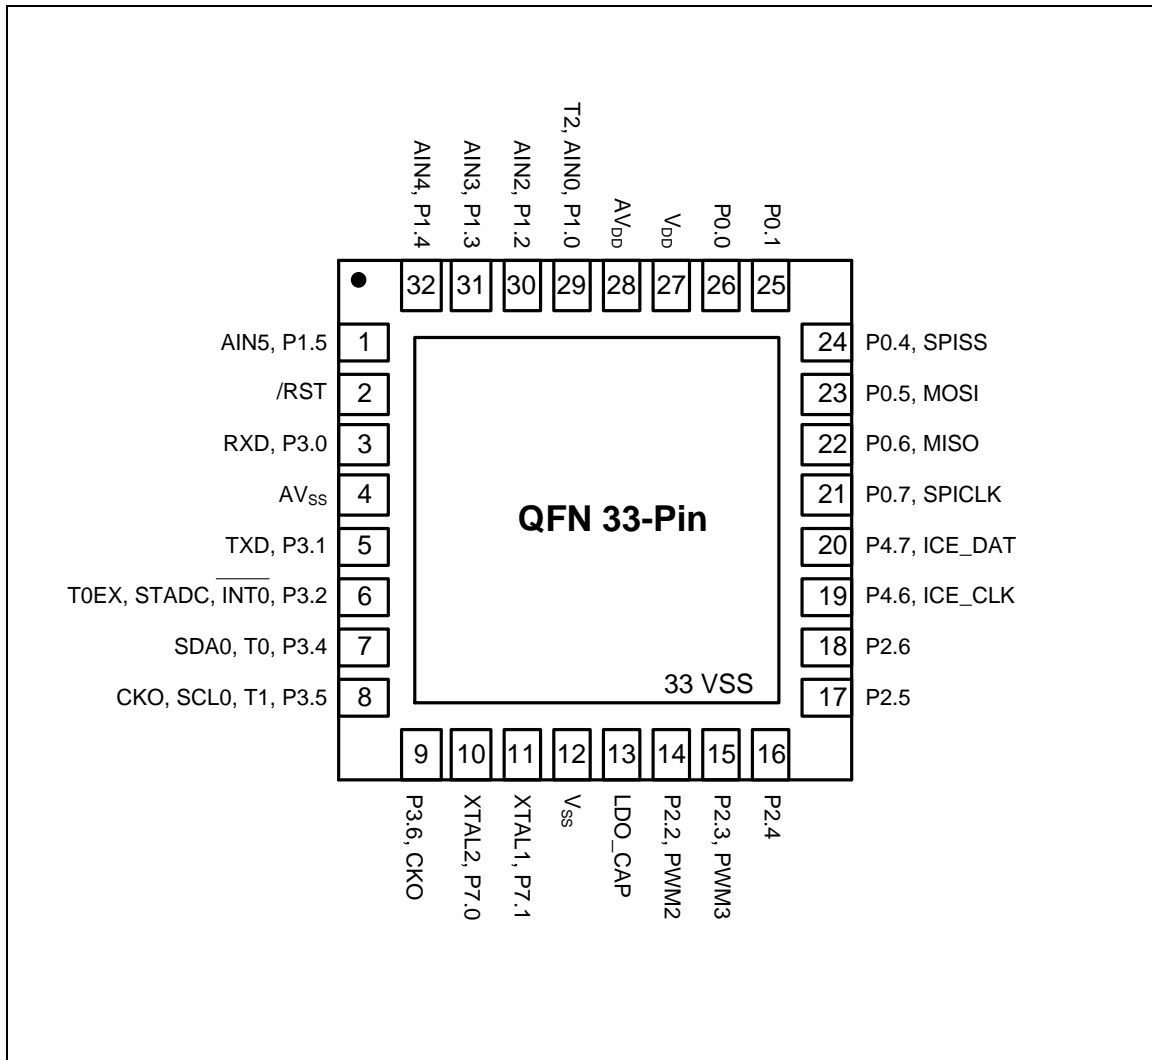 AIN4, P1.4
AIN3, P1.3
AIN2, P1.2
T2, AIN0, P1.0
AVDD
VDD
P0.0
P0.1
32
31
30
29
28
27
26
25
AIN5, P1.5
1
/RST
2
RXD, P3.0
3
AVSS
4
TXD, P3.1
5
T0EX, STADC, INT0, P3.2
6
SDA0, T0, P3.4
7
CKO, SCL0, T1, P3.5
8
QFN 33-Pin
33 VSS
24
P0.4, SPISS
23
P0.5, MOSI
22
P0.6, MISO
21
P0.7, SPICLK
20
P4.7, ICE_DAT
19
P4.6, ICE_CLK
18
P2.6
17
P2.5
9
10
11
12
13
14
15
16
P3.6, CKO
XTAL2, P7.0
XTAL1, P7.1
VSS
LDO_CAP
P2.2, PWM2
P2.3, PWM3
P2.4